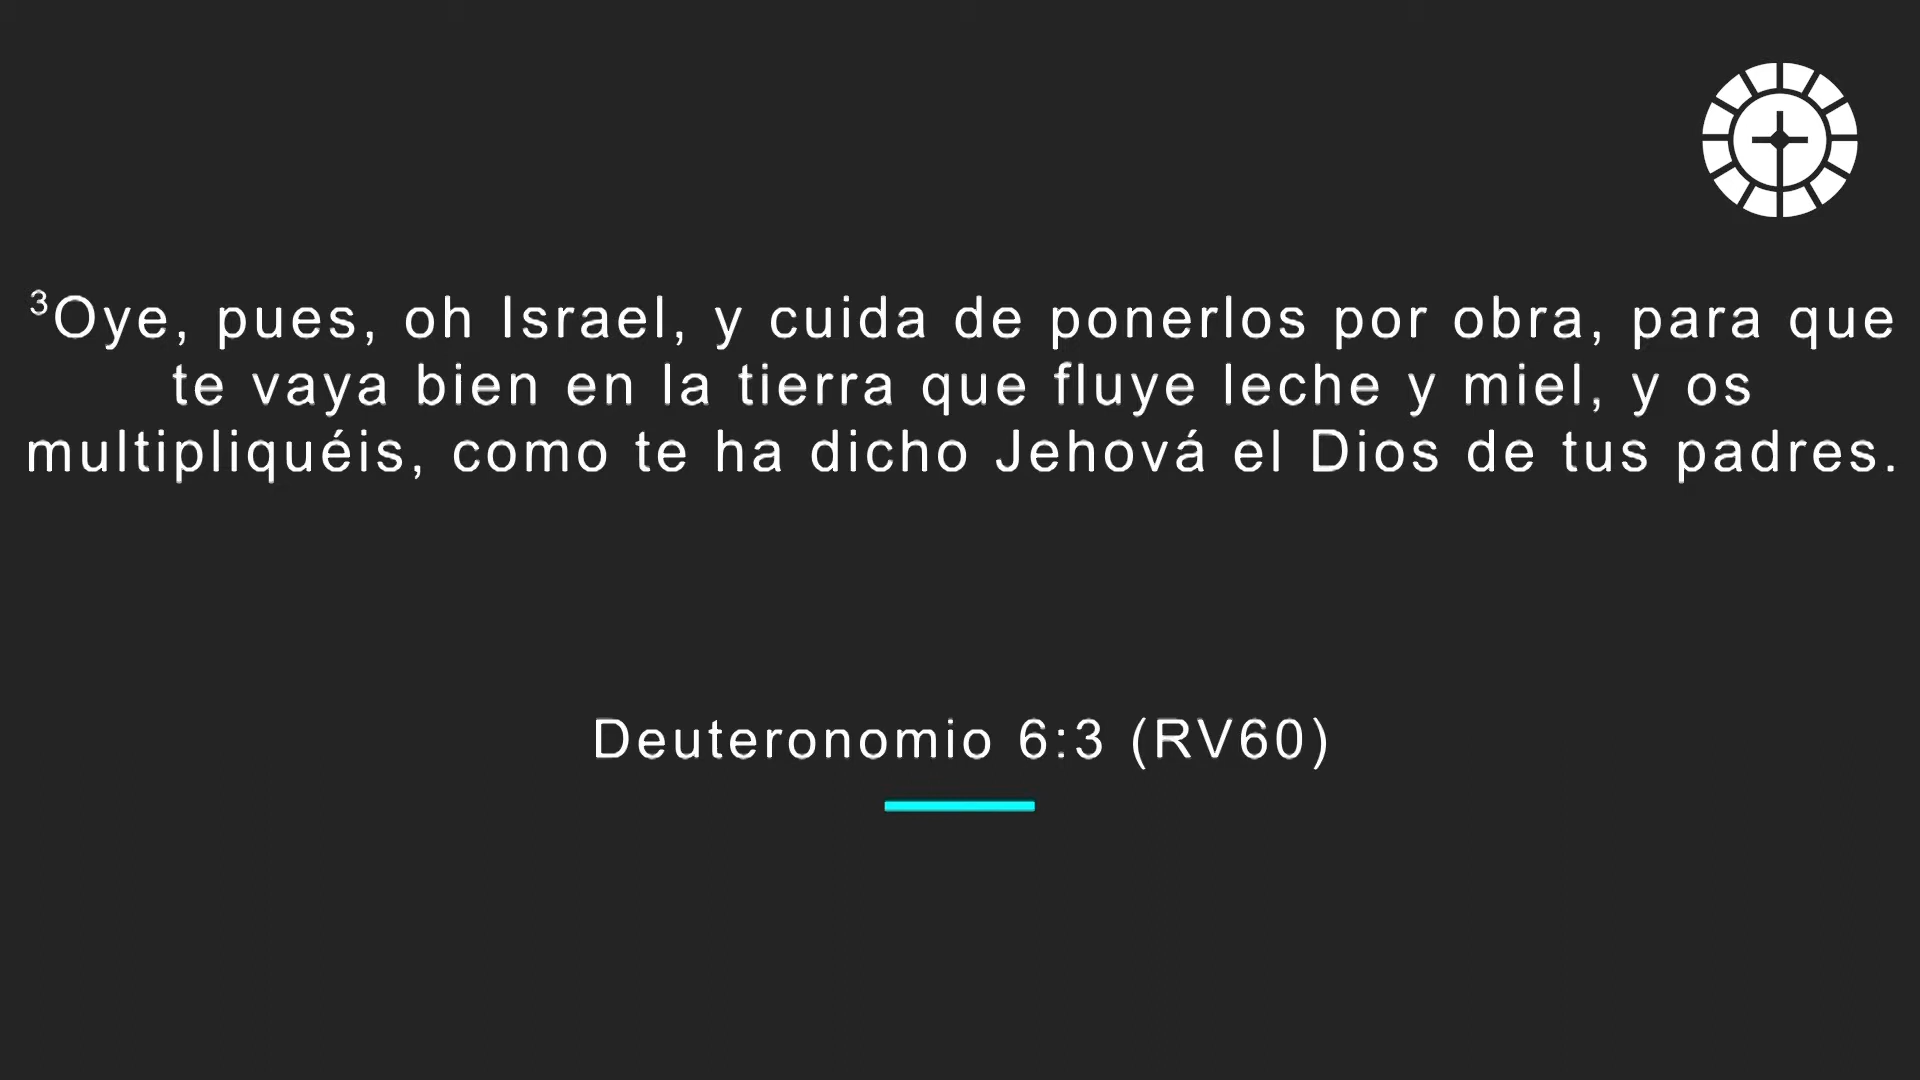 ³Oye, pues, oh Israel, y cuida de ponerlos por obra, para que
te vaya bien en la tierra que fluye leche y miel, y os
multipliquéis, como te ha dicho Jehová el Dios de tus padres.
Deuteronomio 6:3 (RV60)